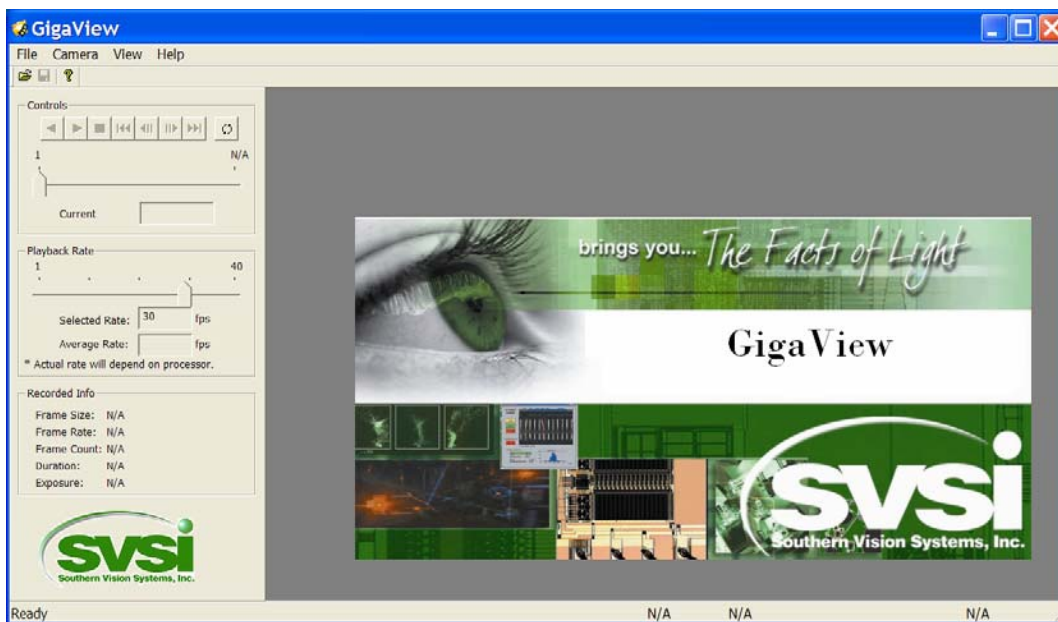 GigaView
File Camera View Help
Controls
1 N/A
Current
Playback Rate
1 40
Selected Rate: 30 fps
Average Rate: fps
* Actual rate will depend on processor.
Recorded Info
Frame Size: N/A
Frame Rate: N/A
Frame Count: N/A
Duration: N/A
Exposure: N/A
SVSi
Southern Vision Systems, Inc.
brings you... The Facts of Light
GigaView
SVSi
Southern Vision Systems, Inc.
Ready N/A N/A N/A